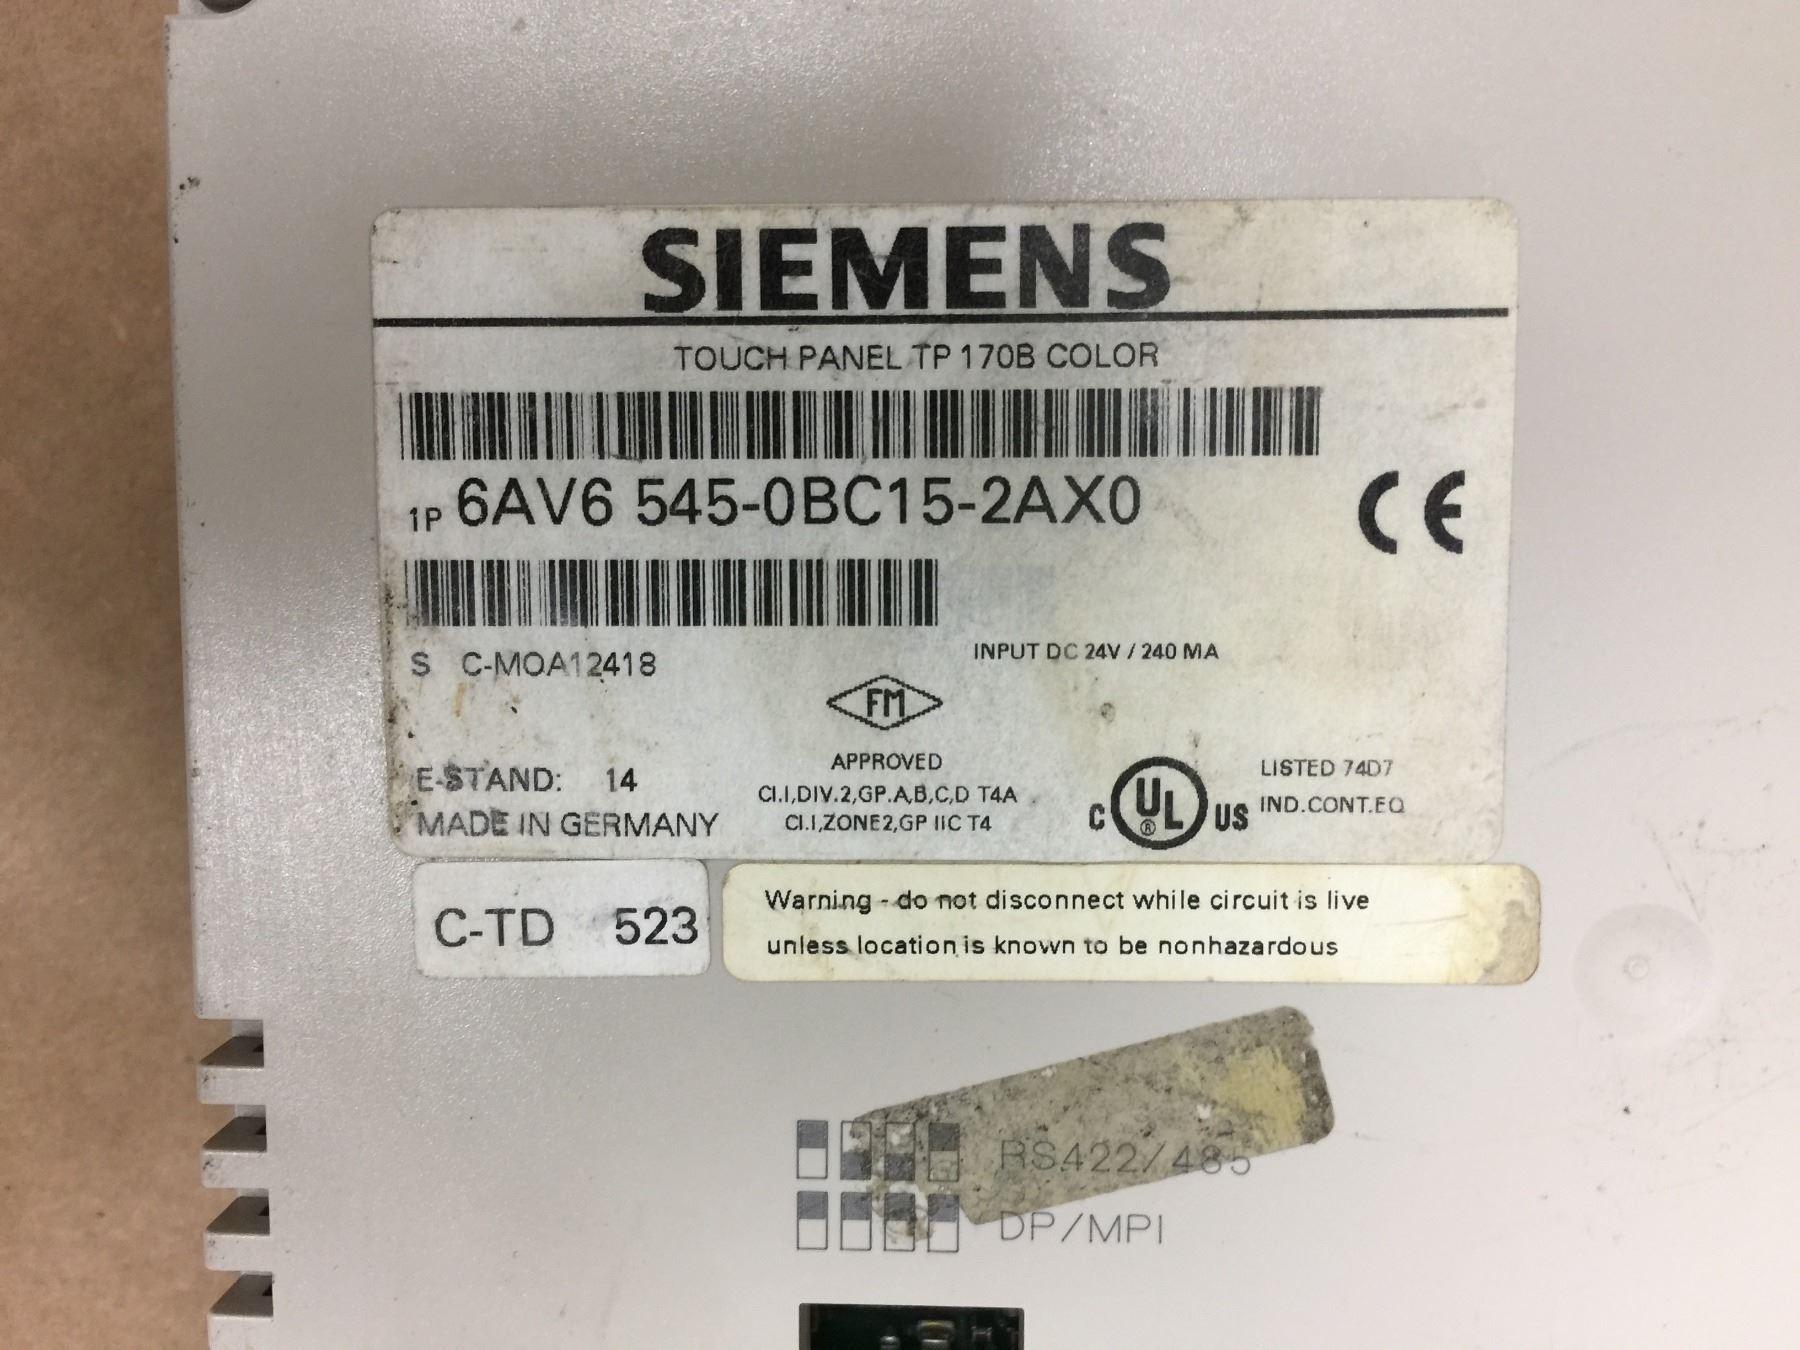 SIEMENS
TOUCH PANEL TP 170B COLOR
1P 6AV6 545-0BC15-2AX0
CE
S C-MOA12418
INPUT DC 24V / 240 MA
FM
APPROVED
CI.I,DIV.2,GP.A,B,C,D T4A
CI.I,ZONE2,GP IIC T4
E-STAND: 14
MADE IN GERMANY
C UL ® US
LISTED 74D7
IND.CONT.EQ
C-TD 523
Warning - do not disconnect while circuit is live
unless location is known to be nonhazardous
RS422/485
DP/MPI